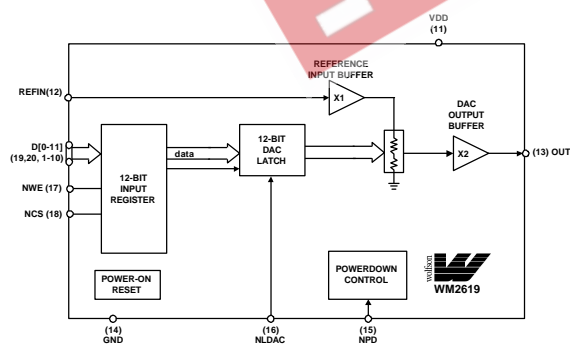 VDD
(11)
REFERENCE
INPUT BUFFER
REFIN(12)
X1
DAC
OUTPUT
BUFFER
D[0-11]
(19,20, 1-10)
data
12-BIT
DAC
LATCH
X2
(13) OUT
12-BIT
INPUT
REGISTER
NWE (17)
NCS (18)
POWER-ON
RESET
POWERDOWN
CONTROL
wolfson
WM2619
(14)
GND
(16)
NLDAC
(15)
NPD